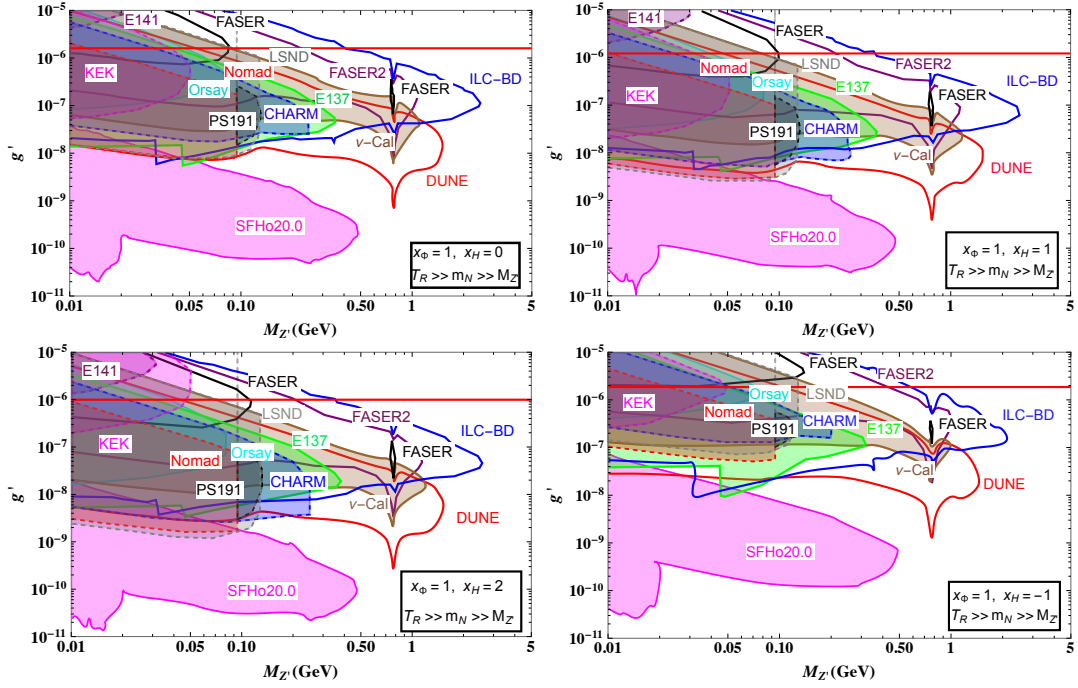 10⁻⁵
10⁻⁶
10⁻⁷
10⁻⁸
10⁻⁹
10⁻¹⁰
10⁻¹¹
g'
E141
FASER
KEK
LSND
Nomad
FASER2
Orsay
ILC-BD
FASER
E137
PS191
CHARM
ν-Cal
DUNE
SFHo20.0
x_Φ = 1, x_H = 0
T_R >> m_N >> M_Z'
0.01 0.05 0.10 0.50 1 5
M_Z' (GeV)
10⁻⁵
10⁻⁶
10⁻⁷
10⁻⁸
10⁻⁹
10⁻¹⁰
10⁻¹¹
g'
E141
FASER
LSND
FASER2
Nomad
Orsay
ILC-BD
KEK
E137
FASER
PS191
CHARM
ν-Cal
DUNE
SFHo20.0
x_Φ = 1, x_H = 1
T_R >> m_N >> M_Z'
0.01 0.05 0.10 0.50 1 5
M_Z' (GeV)
10⁻⁵
10⁻⁶
10⁻⁷
10⁻⁸
10⁻⁹
10⁻¹⁰
10⁻¹¹
g'
E141
FASER
LSND
FASER2
KEK
E137
ILC-BD
Nomad
Orsay
FASER
PS191
CHARM
ν-Cal
DUNE
SFHo20.0
x_Φ = 1, x_H = 2
T_R >> m_N >> M_Z'
0.01 0.05 0.10 0.50 1 5
M_Z' (GeV)
10⁻⁵
10⁻⁶
10⁻⁷
10⁻⁸
10⁻⁹
10⁻¹⁰
10⁻¹¹
g'
FASER
FASER2
Orsay
LSND
KEK
Nomad
CHARM
ILC-BD
PS191
E137
FASER
ν-Cal
DUNE
SFHo20.0
x_Φ = 1, x_H = −1
T_R >> m_N >> M_Z'
0.01 0.05 0.10 0.50 1 5
M_Z' (GeV)